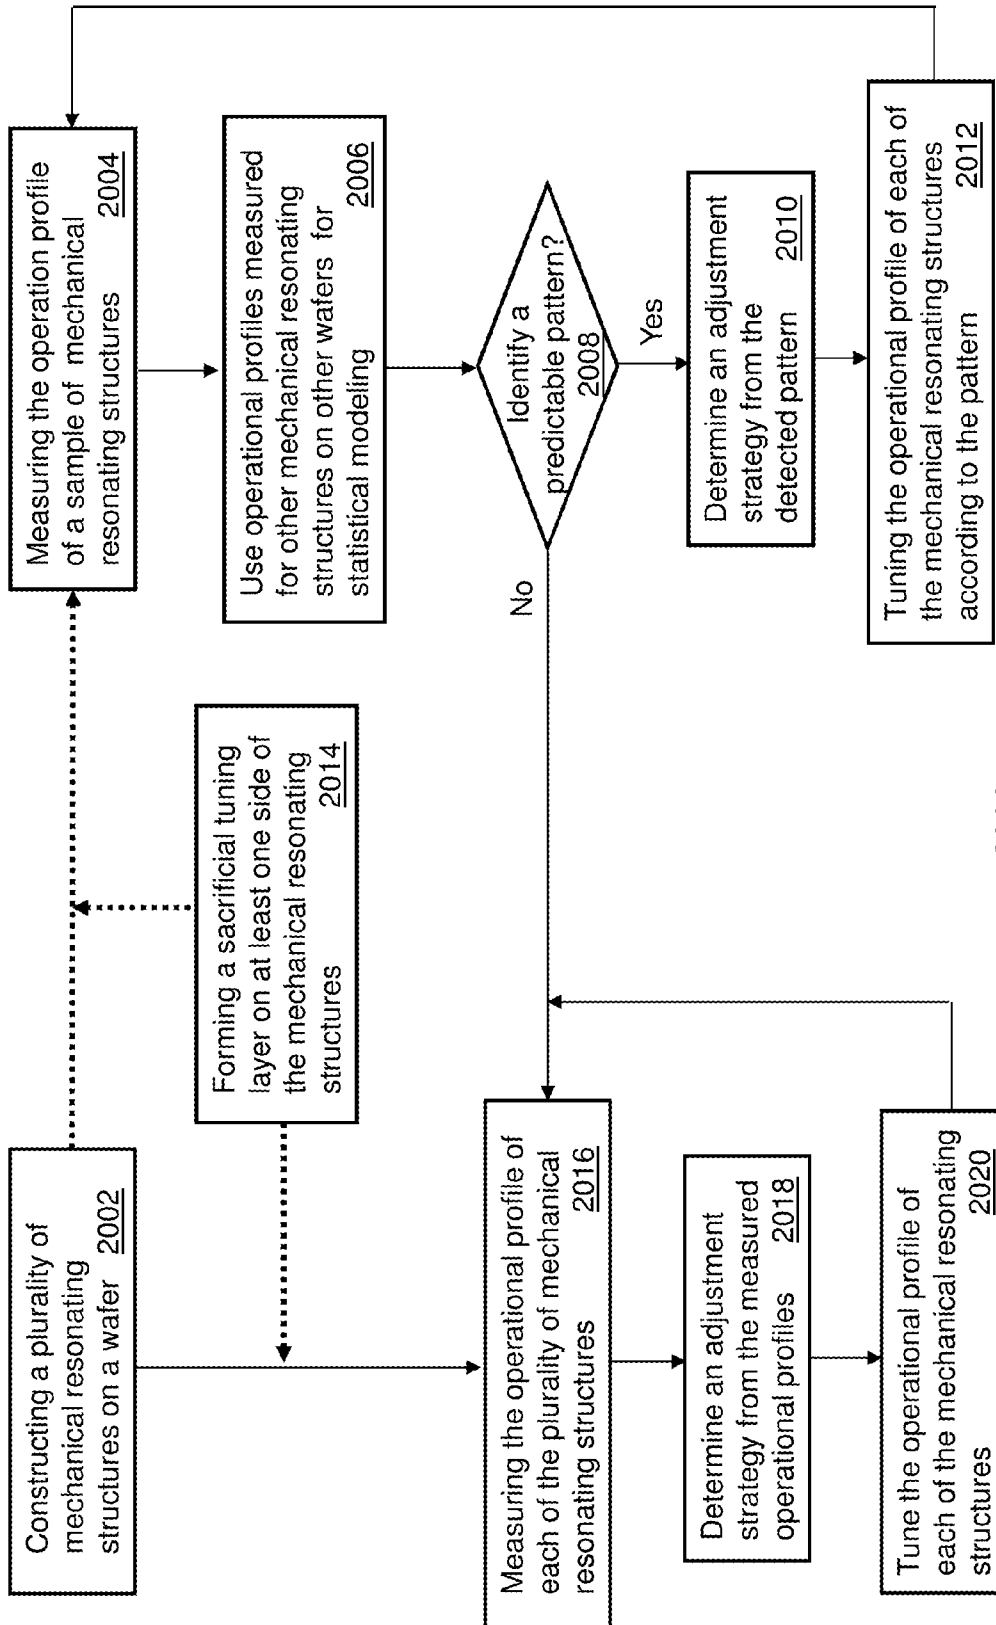 Constructing a plurality of
mechanical resonating
structures on a wafer 2002
Measuring the operation profile
of a sample of mechanical
resonating structures 2004
Forming a sacrificial tuning
layer on at least one side of
the mechanical resonating
structures 2014
Use operational profiles measured
for other mechanical resonating
structures on other wafers for
statistical modeling 2006
Identify a
predictable pattern?
2008
No
Yes
Measuring the operational profile of
each of the plurality of mechanical
resonating structures 2016
Determine an adjustment
strategy from the
detected pattern 2010
Determine an adjustment
strategy from the measured
operational profiles 2018
Tuning the operational profile of each of
the mechanical resonating structures
according to the pattern 2012
Tune the operational profile of
each of the mechanical resonating
structures 2020